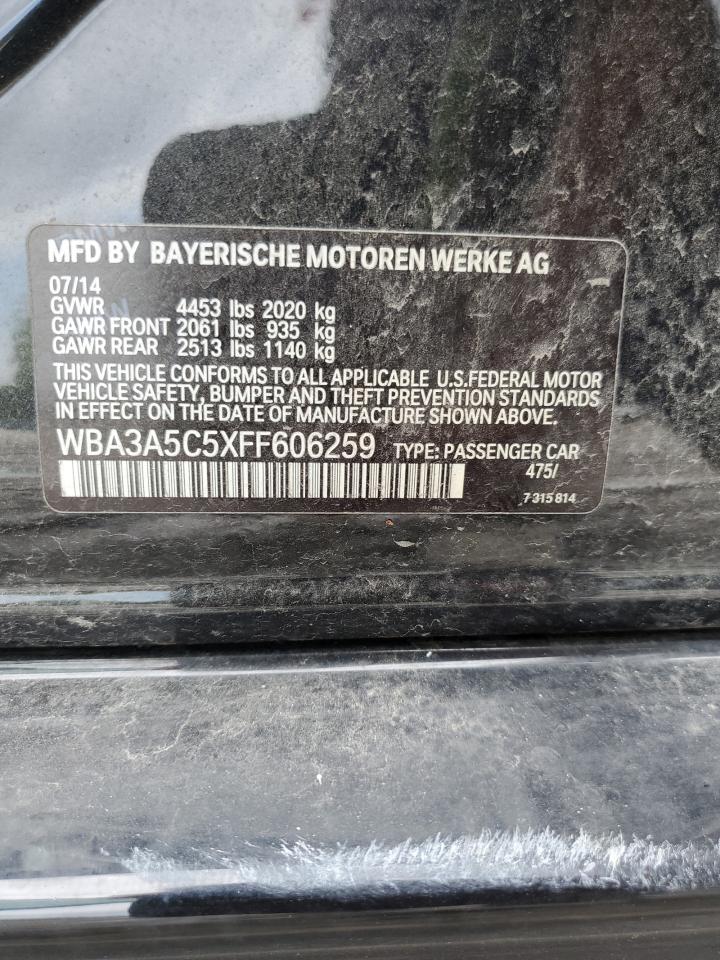 MFD BY BAYERISCHE MOTOREN WERKE AG
07/14
GVWR 4453 lbs 2020 kg
GAWR FRONT 2061 lbs 935 kg
GAWR REAR 2513 lbs 1140 kg
THIS VEHICLE CONFORMS TO ALL APPLICABLE U.S.FEDERAL MOTOR
VEHICLE SAFETY, BUMPER AND THEFT PREVENTION STANDARDS
IN EFFECT ON THE DATE OF MANUFACTURE SHOWN ABOVE.
WBA3A5C5XFF606259 TYPE: PASSENGER CAR
475/
7 315 814